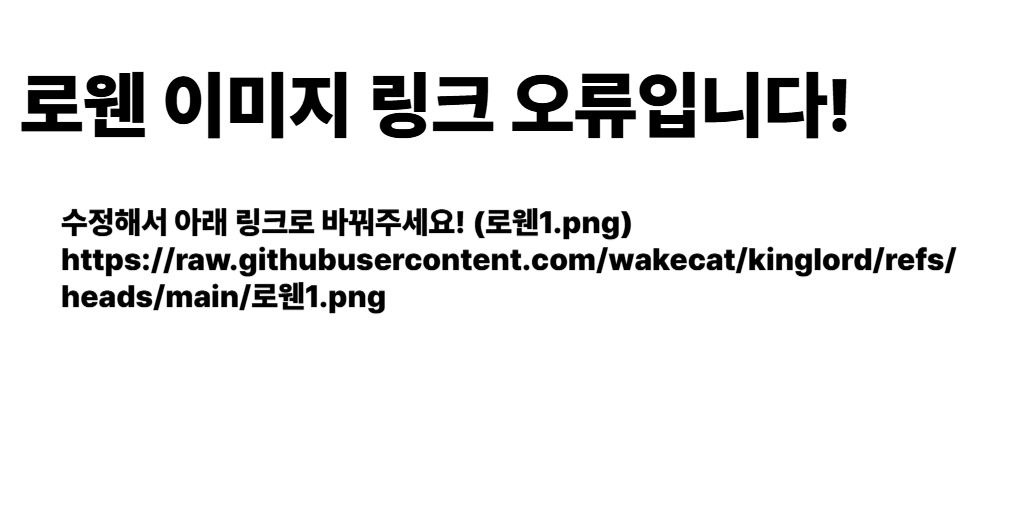 로웬 이미지 링크 오류입니다!
수정해서 아래 링크로 바꿔주세요! (로웬1.png)
https://raw.githubusercontent.com/wakecat/kinglord/refs/
heads/main/로웬1.png